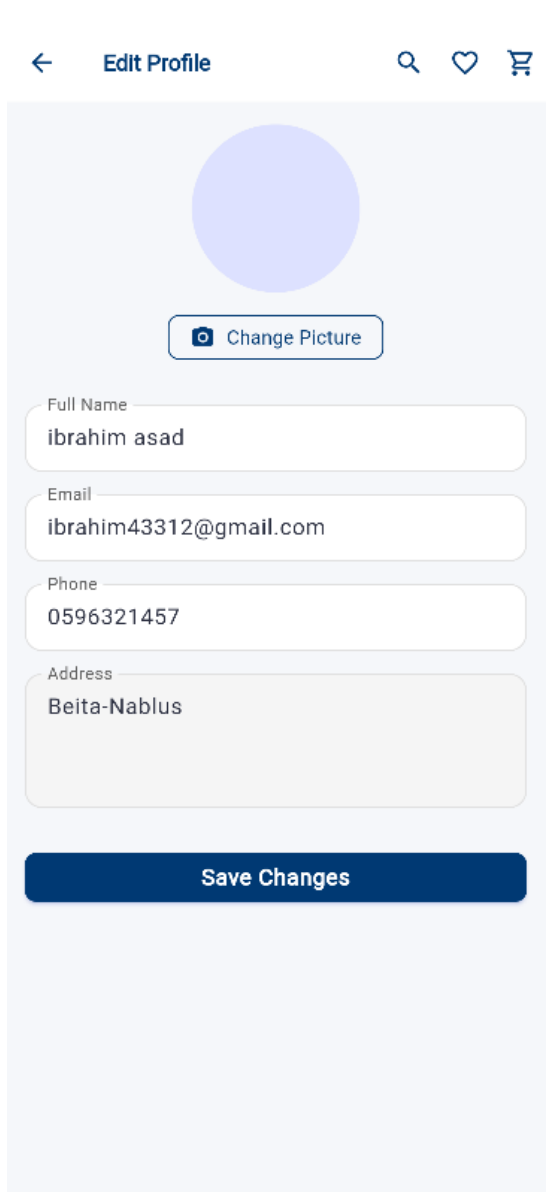 Edit Profile
Change Picture
Full Name
ibrahim asad
Email
ibrahim43312@gmail.com
Phone
0596321457
Address
Beita-Nablus
Save Changes